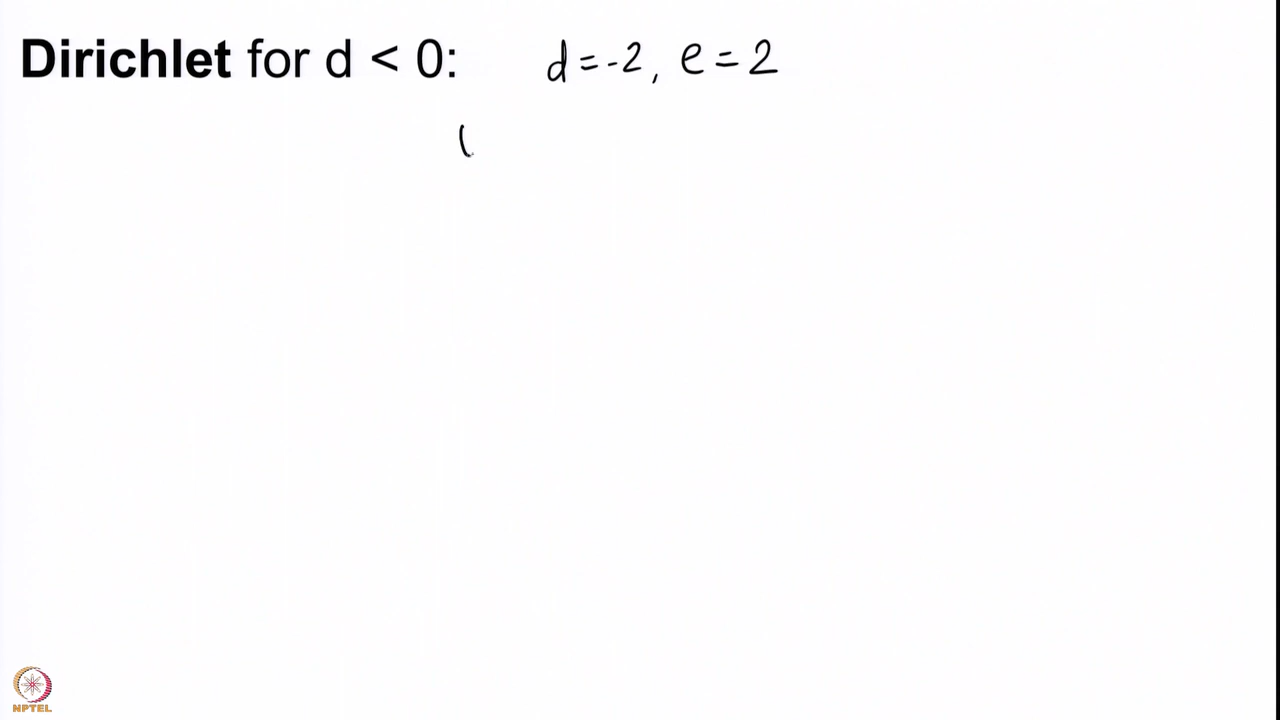 Dirichlet for d < 0: d = -2, e = 2
(
NPTEL